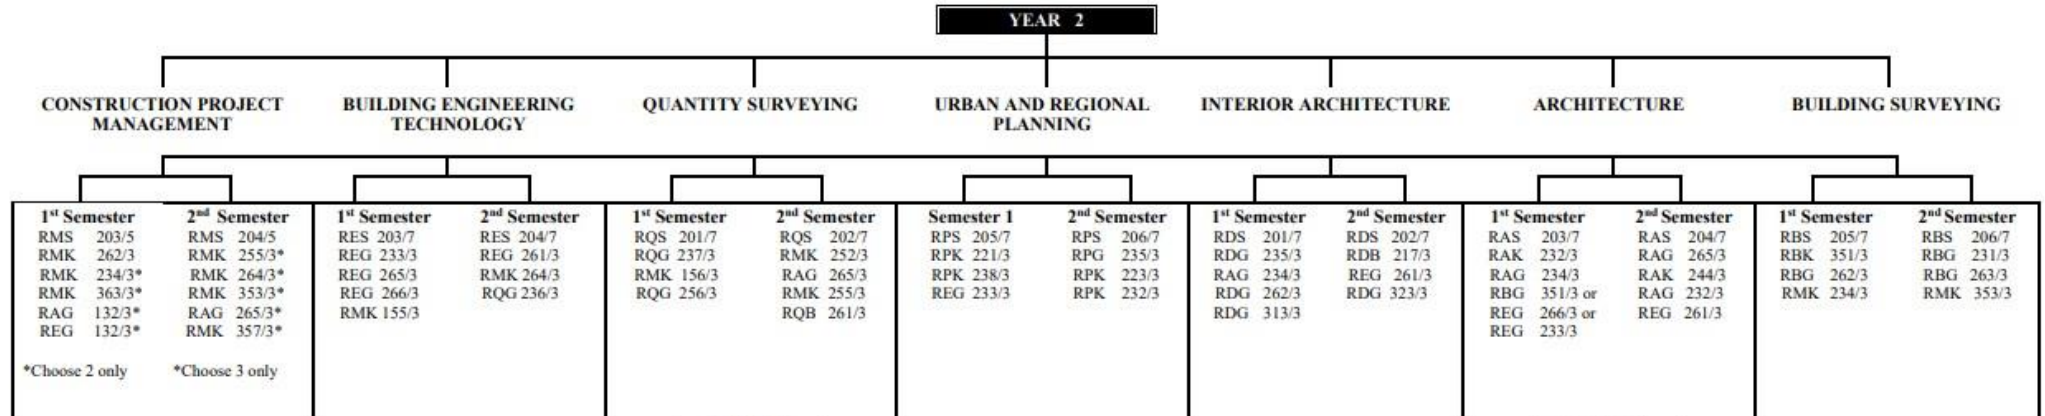 YEAR 2
CONSTRUCTION PROJECT
MANAGEMENT
BUILDING ENGINEERING
TECHNOLOGY
QUANTITY SURVEYING
URBAN AND REGIONAL
PLANNING
INTERIOR ARCHITECTURE
ARCHITECTURE
BUILDING SURVEYING
1st Semester
RMS 203/5
RMK 262/3
RMK 234/3*
RMK 363/3*
RAG 132/3*
REG 132/3*
*Choose 2 only
2nd Semester
RMS 204/5
RMK 255/3*
RMK 264/3*
RMK 353/3*
RAG 265/3*
RMK 357/3*
*Choose 3 only
1st Semester
RES 203/7
REG 233/3
REG 265/3
REG 266/3
RMK 155/3
2nd Semester
RES 204/7
REG 261/3
RMK 264/3
RQG 236/3
1st Semester
RQS 201/7
RQG 237/3
RMK 156/3
RQG 256/3
2nd Semester
RQS 202/7
RMK 252/3
RAG 265/3
RMK 255/3
RQB 261/3
Semester 1
RPS 205/7
RPK 221/3
RPK 238/3
REG 233/3
2nd Semester
RPS 206/7
RPG 235/3
RPK 223/3
RPK 232/3
1st Semester
RDS 201/7
RDG 235/3
RAG 234/3
RDG 262/3
RDG 313/3
2nd Semester
RDS 202/7
RDB 217/3
REG 261/3
RDG 323/3
1st Semester
RAS 203/7
RAK 232/3
RAG 234/3
RBG 351/3 or
REG 266/3 or
REG 233/3
2nd Semester
RAS 204/7
RAG 265/3
RAK 244/3
RAG 232/3
REG 261/3
1st Semester
RBS 205/7
RBK 351/3
RBG 262/3
RMK 234/3
2nd Semester
RBS 206/7
RBG 231/3
RBG 263/3
RMK 353/3